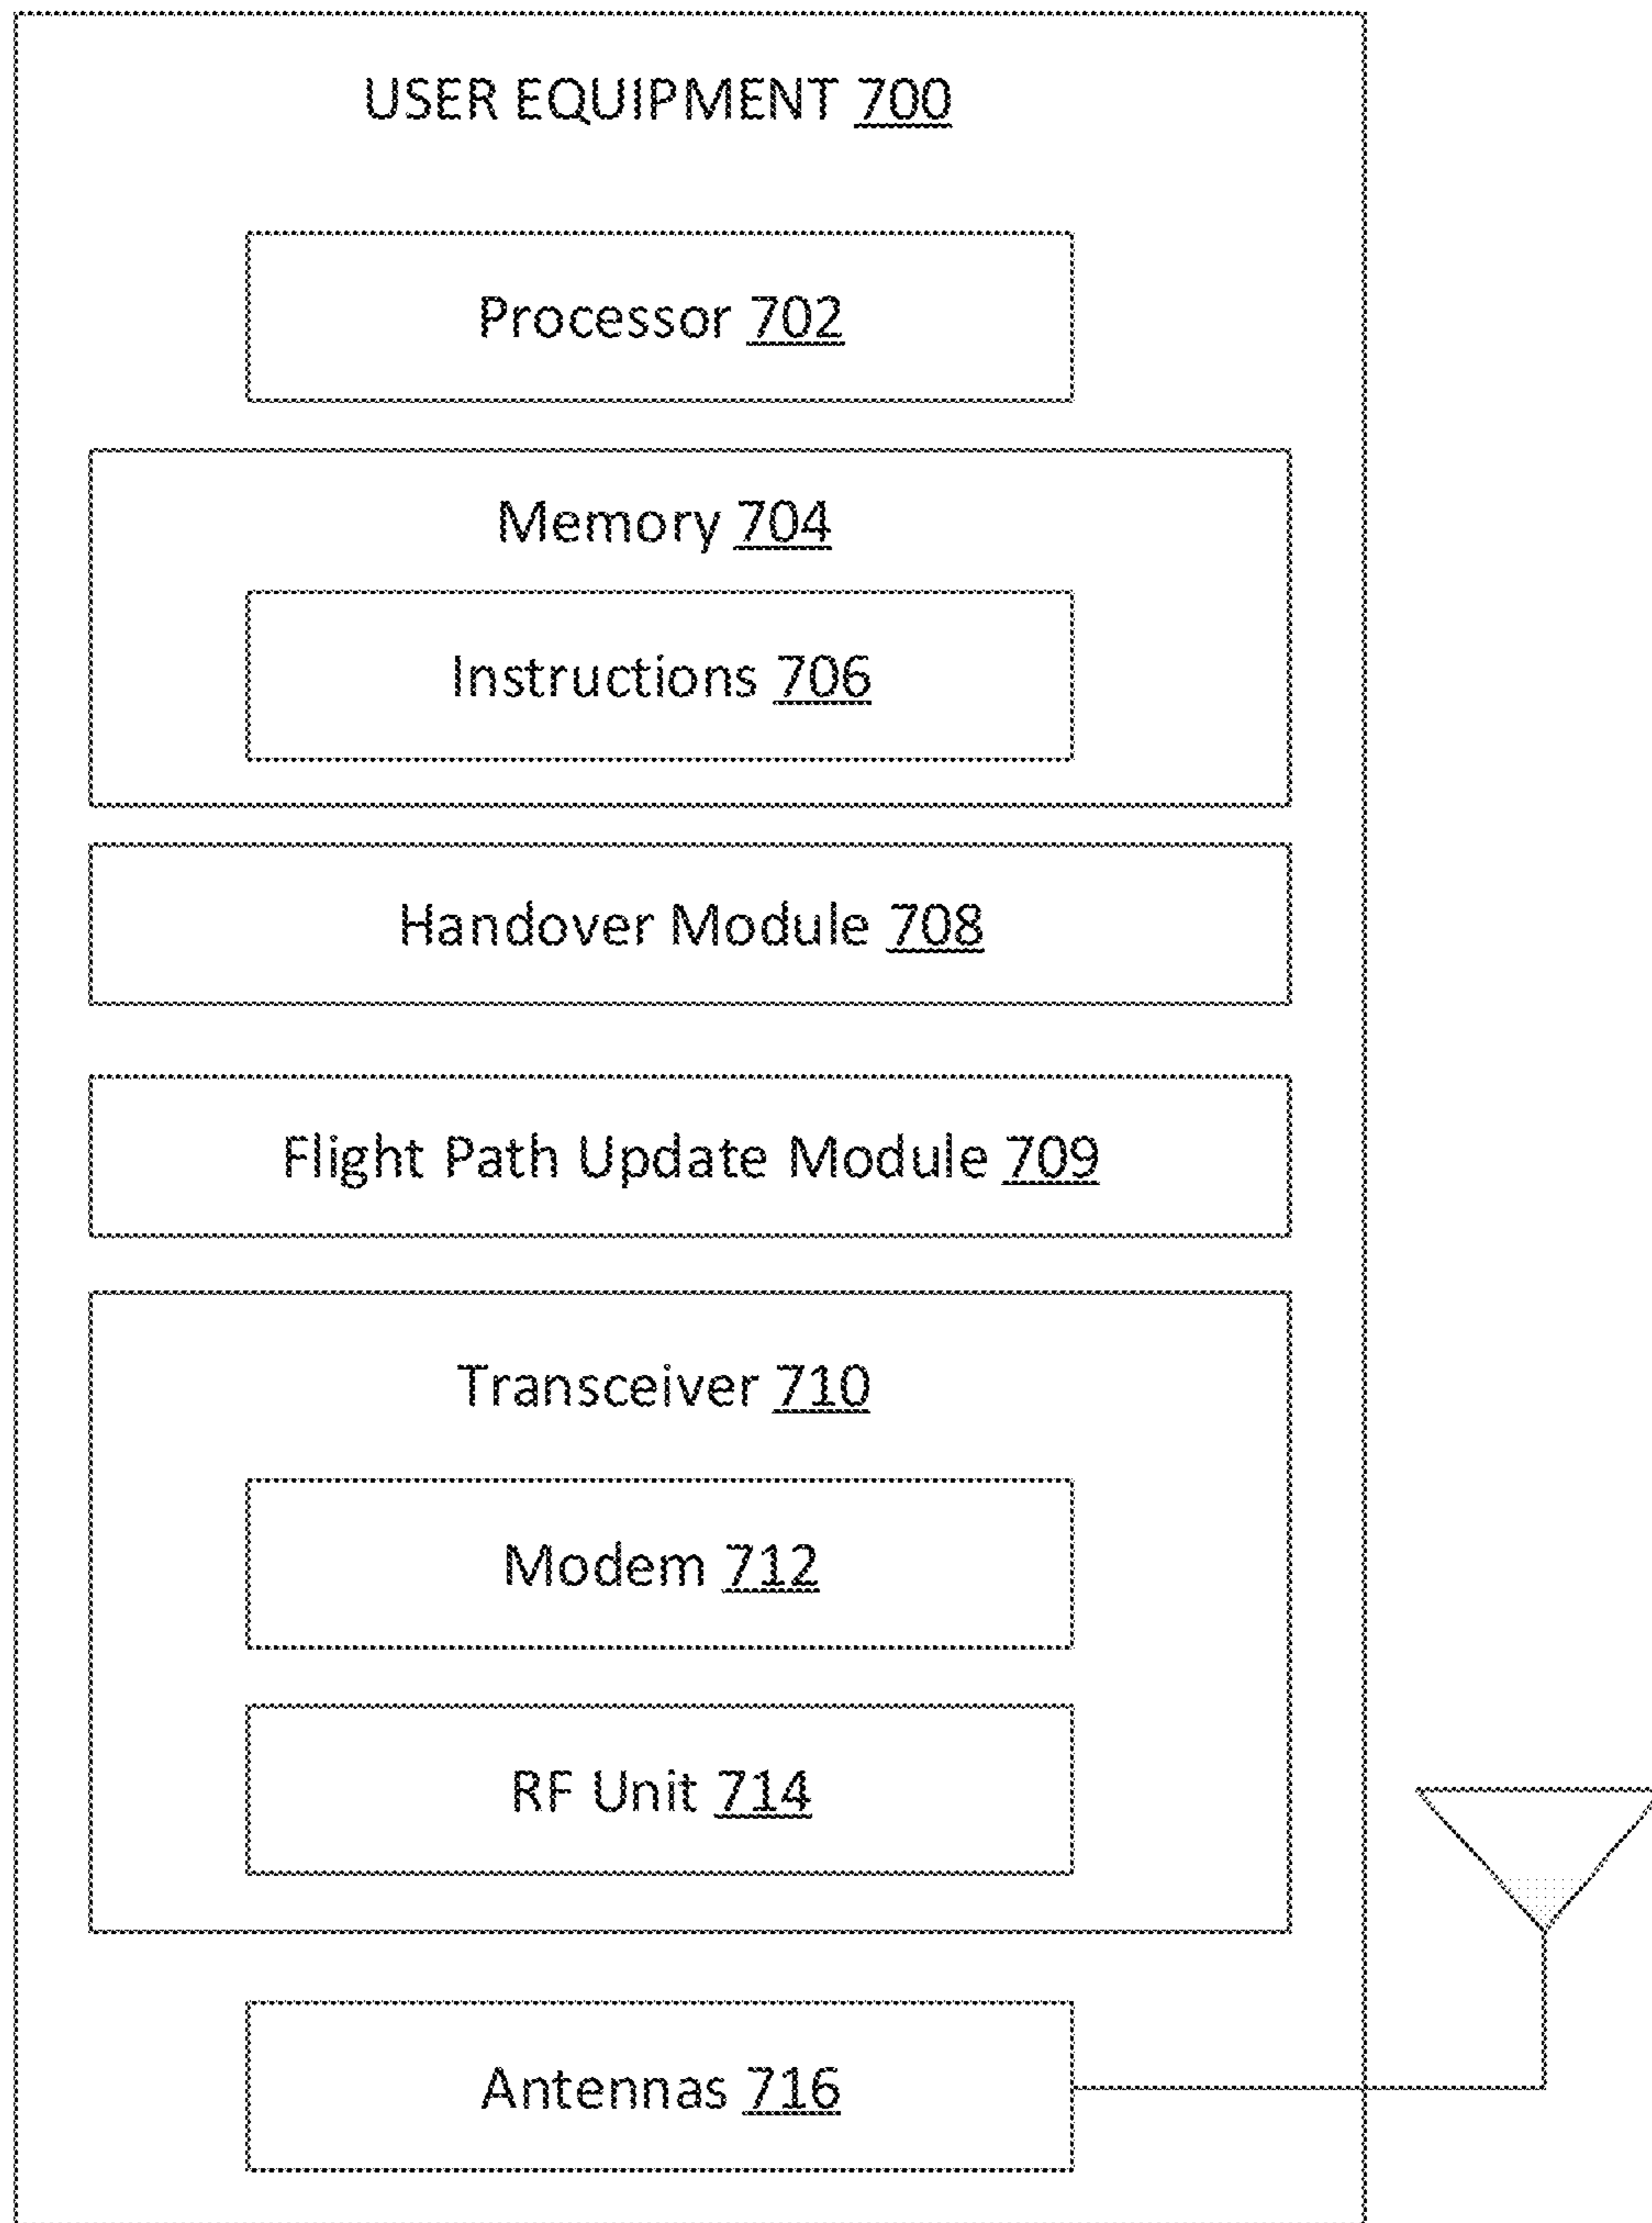 USER EQUIPMENT 700
Processor 702
Memory 704
Instructions 706
Handover Module 708
Flight Path Update Module 709
Transceiver 710
Modem 712
RF Unit 714
Antennas 716